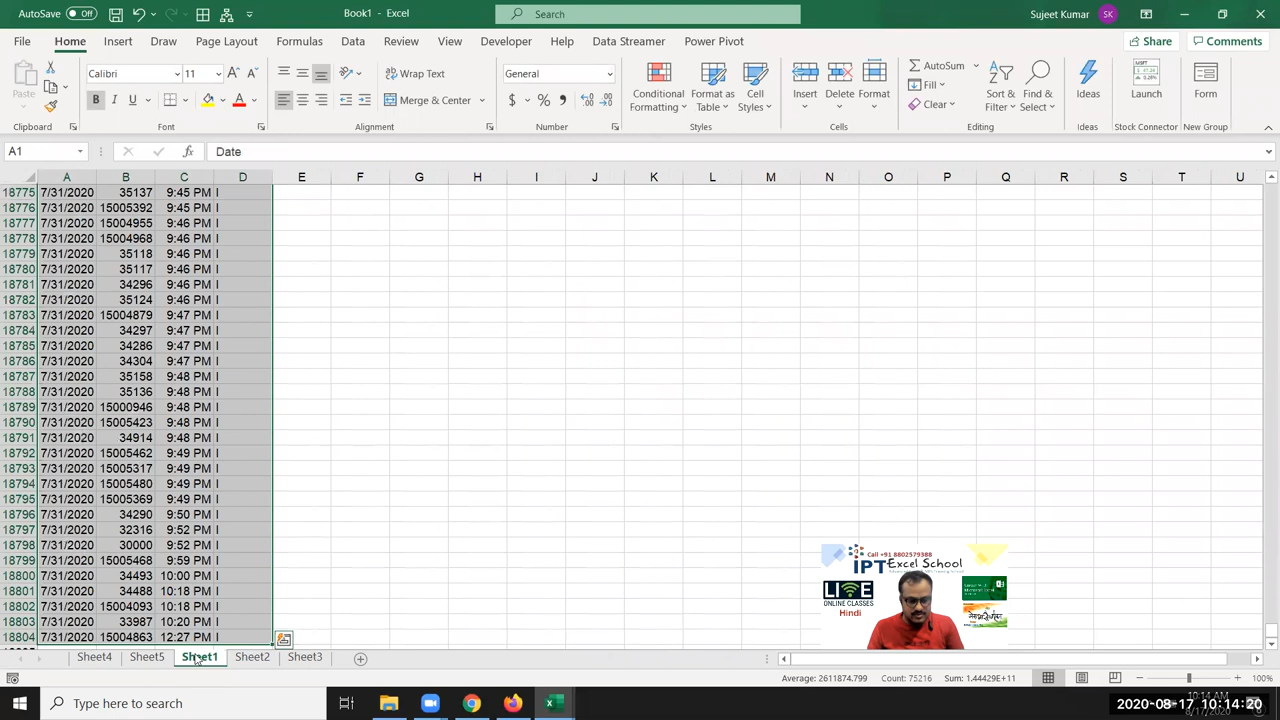 AutoSave Off Book1 - Excel Search Sujeet Kumar SK
File Home Insert Draw Page Layout Formulas Data Review View Developer Help Data Streamer Power Pivot Share Comments
Paste Calibri 11 Wrap Text General Conditional Formatting Format as Table Cell Styles Insert Delete Format AutoSum Fill Clear Sort & Filter Find & Select Ideas Launch Form
B I U Merge & Center $ %
Clipboard Font Alignment Number Styles Cells Editing Ideas Stock Connector New Group
A1 fx Date
A B C D E F G H I J K L M N O P Q R S T U
18775 7/31/2020 35137 9:45 PM I
18776 7/31/2020 15005392 9:45 PM I
18777 7/31/2020 15004955 9:46 PM I
18778 7/31/2020 15004968 9:46 PM I
18779 7/31/2020 35118 9:46 PM I
18780 7/31/2020 35117 9:46 PM I
18781 7/31/2020 34296 9:46 PM I
18782 7/31/2020 35124 9:46 PM I
18783 7/31/2020 15004879 9:47 PM I
18784 7/31/2020 34297 9:47 PM I
18785 7/31/2020 34286 9:47 PM I
18786 7/31/2020 34304 9:47 PM I
18787 7/31/2020 35158 9:48 PM I
18788 7/31/2020 35136 9:48 PM I
18789 7/31/2020 15000946 9:48 PM I
18790 7/31/2020 15005423 9:48 PM I
18791 7/31/2020 34914 9:48 PM I
18792 7/31/2020 15005462 9:49 PM I
18793 7/31/2020 15005317 9:49 PM I
18794 7/31/2020 15005480 9:49 PM I
18795 7/31/2020 15005369 9:49 PM I
18796 7/31/2020 34290 9:50 PM I
18797 7/31/2020 32316 9:52 PM I
18798 7/31/2020 30000 9:52 PM I
18799 7/31/2020 15005468 9:59 PM I
18800 7/31/2020 34493 10:00 PM I
18801 7/31/2020 34488 10:18 PM I
18802 7/31/2020 15004093 10:18 PM I
18803 7/31/2020 33988 10:20 PM I
18804 7/31/2020 15004863 12:27 PM I
Call +91 8802579388
iPT Excel School
LIVE
ONLINE CLASSES
Hindi
Sheet4 Sheet5 Sheet1 Sheet2 Sheet3
Average: 2611874.799 Count: 75216 Sum: 1.44429E+11 100%
Type here to search
10:14 AM
2020-08-17 10:14:20
8/17/2020